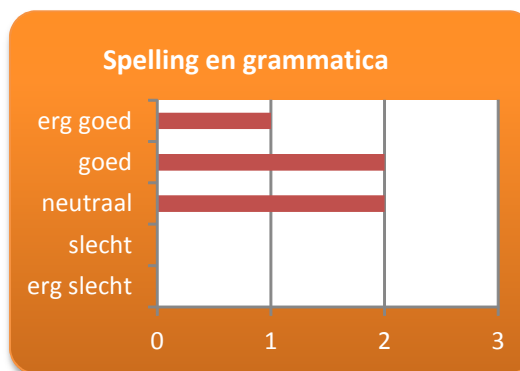 Spelling en grammatica
erg goed
goed
neutraal
slecht
erg slecht
0 1 2 3